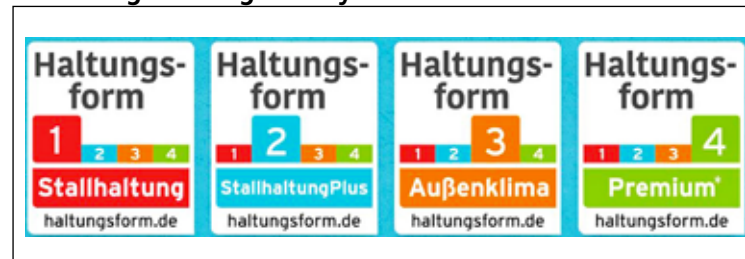 Haltungs-
form
1 2 3 4
Stallhaltung
haltungsform.de
Haltungs-
form
1 2 3 4
StallhaltungPlus
haltungsform.de
Haltungs-
form
1 2 3 4
Außenklima
haltungsform.de
Haltungs-
form
1 2 3 4
Premium*
haltungsform.de